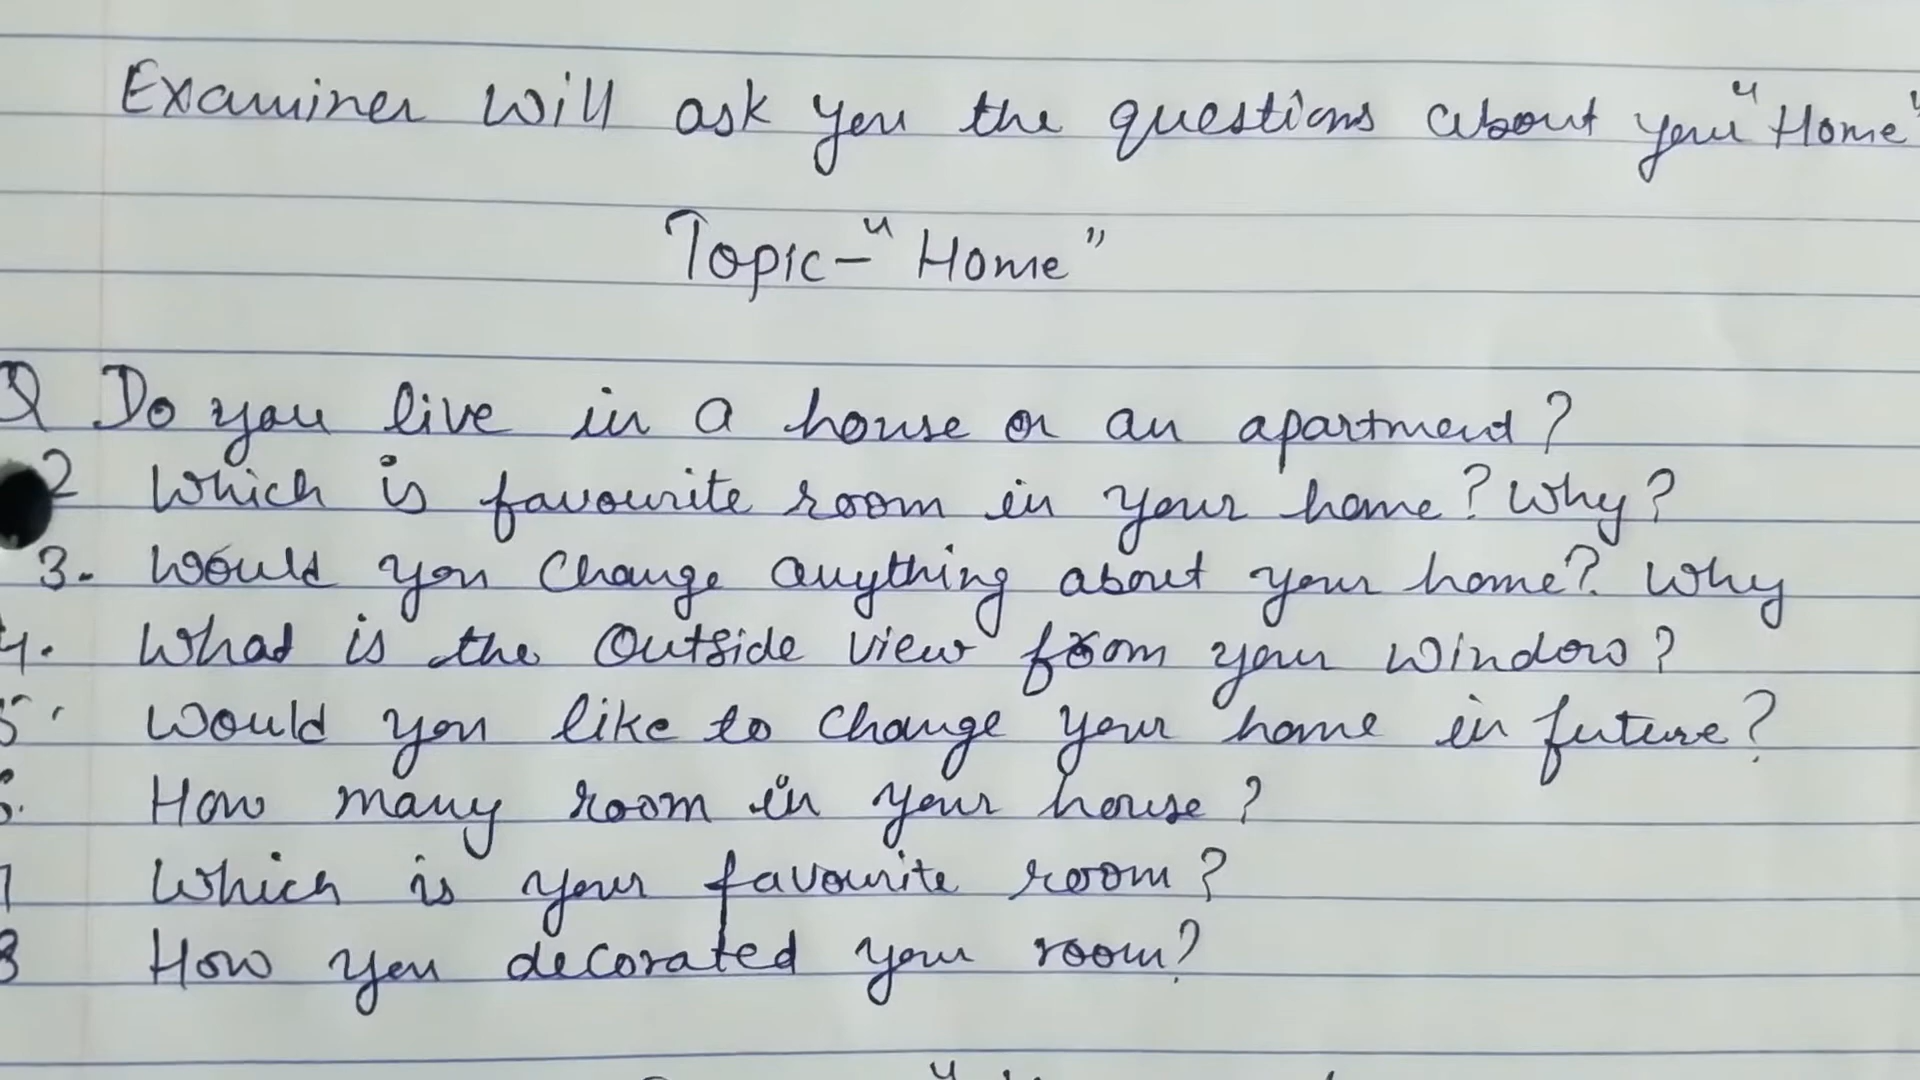 Examiner will ask you the questions about your "Home"
Topic - "Home"
Q Do you live in a house or an apartment?
2 Which is favourite room in your home? Why?
3. Would you change anything about your home? Why
4. What is the Outside view from your window?
5. Would you like to change your home in future?
6. How many room in your house?
7 Which is your favourite room?
8 How you decorated your room?